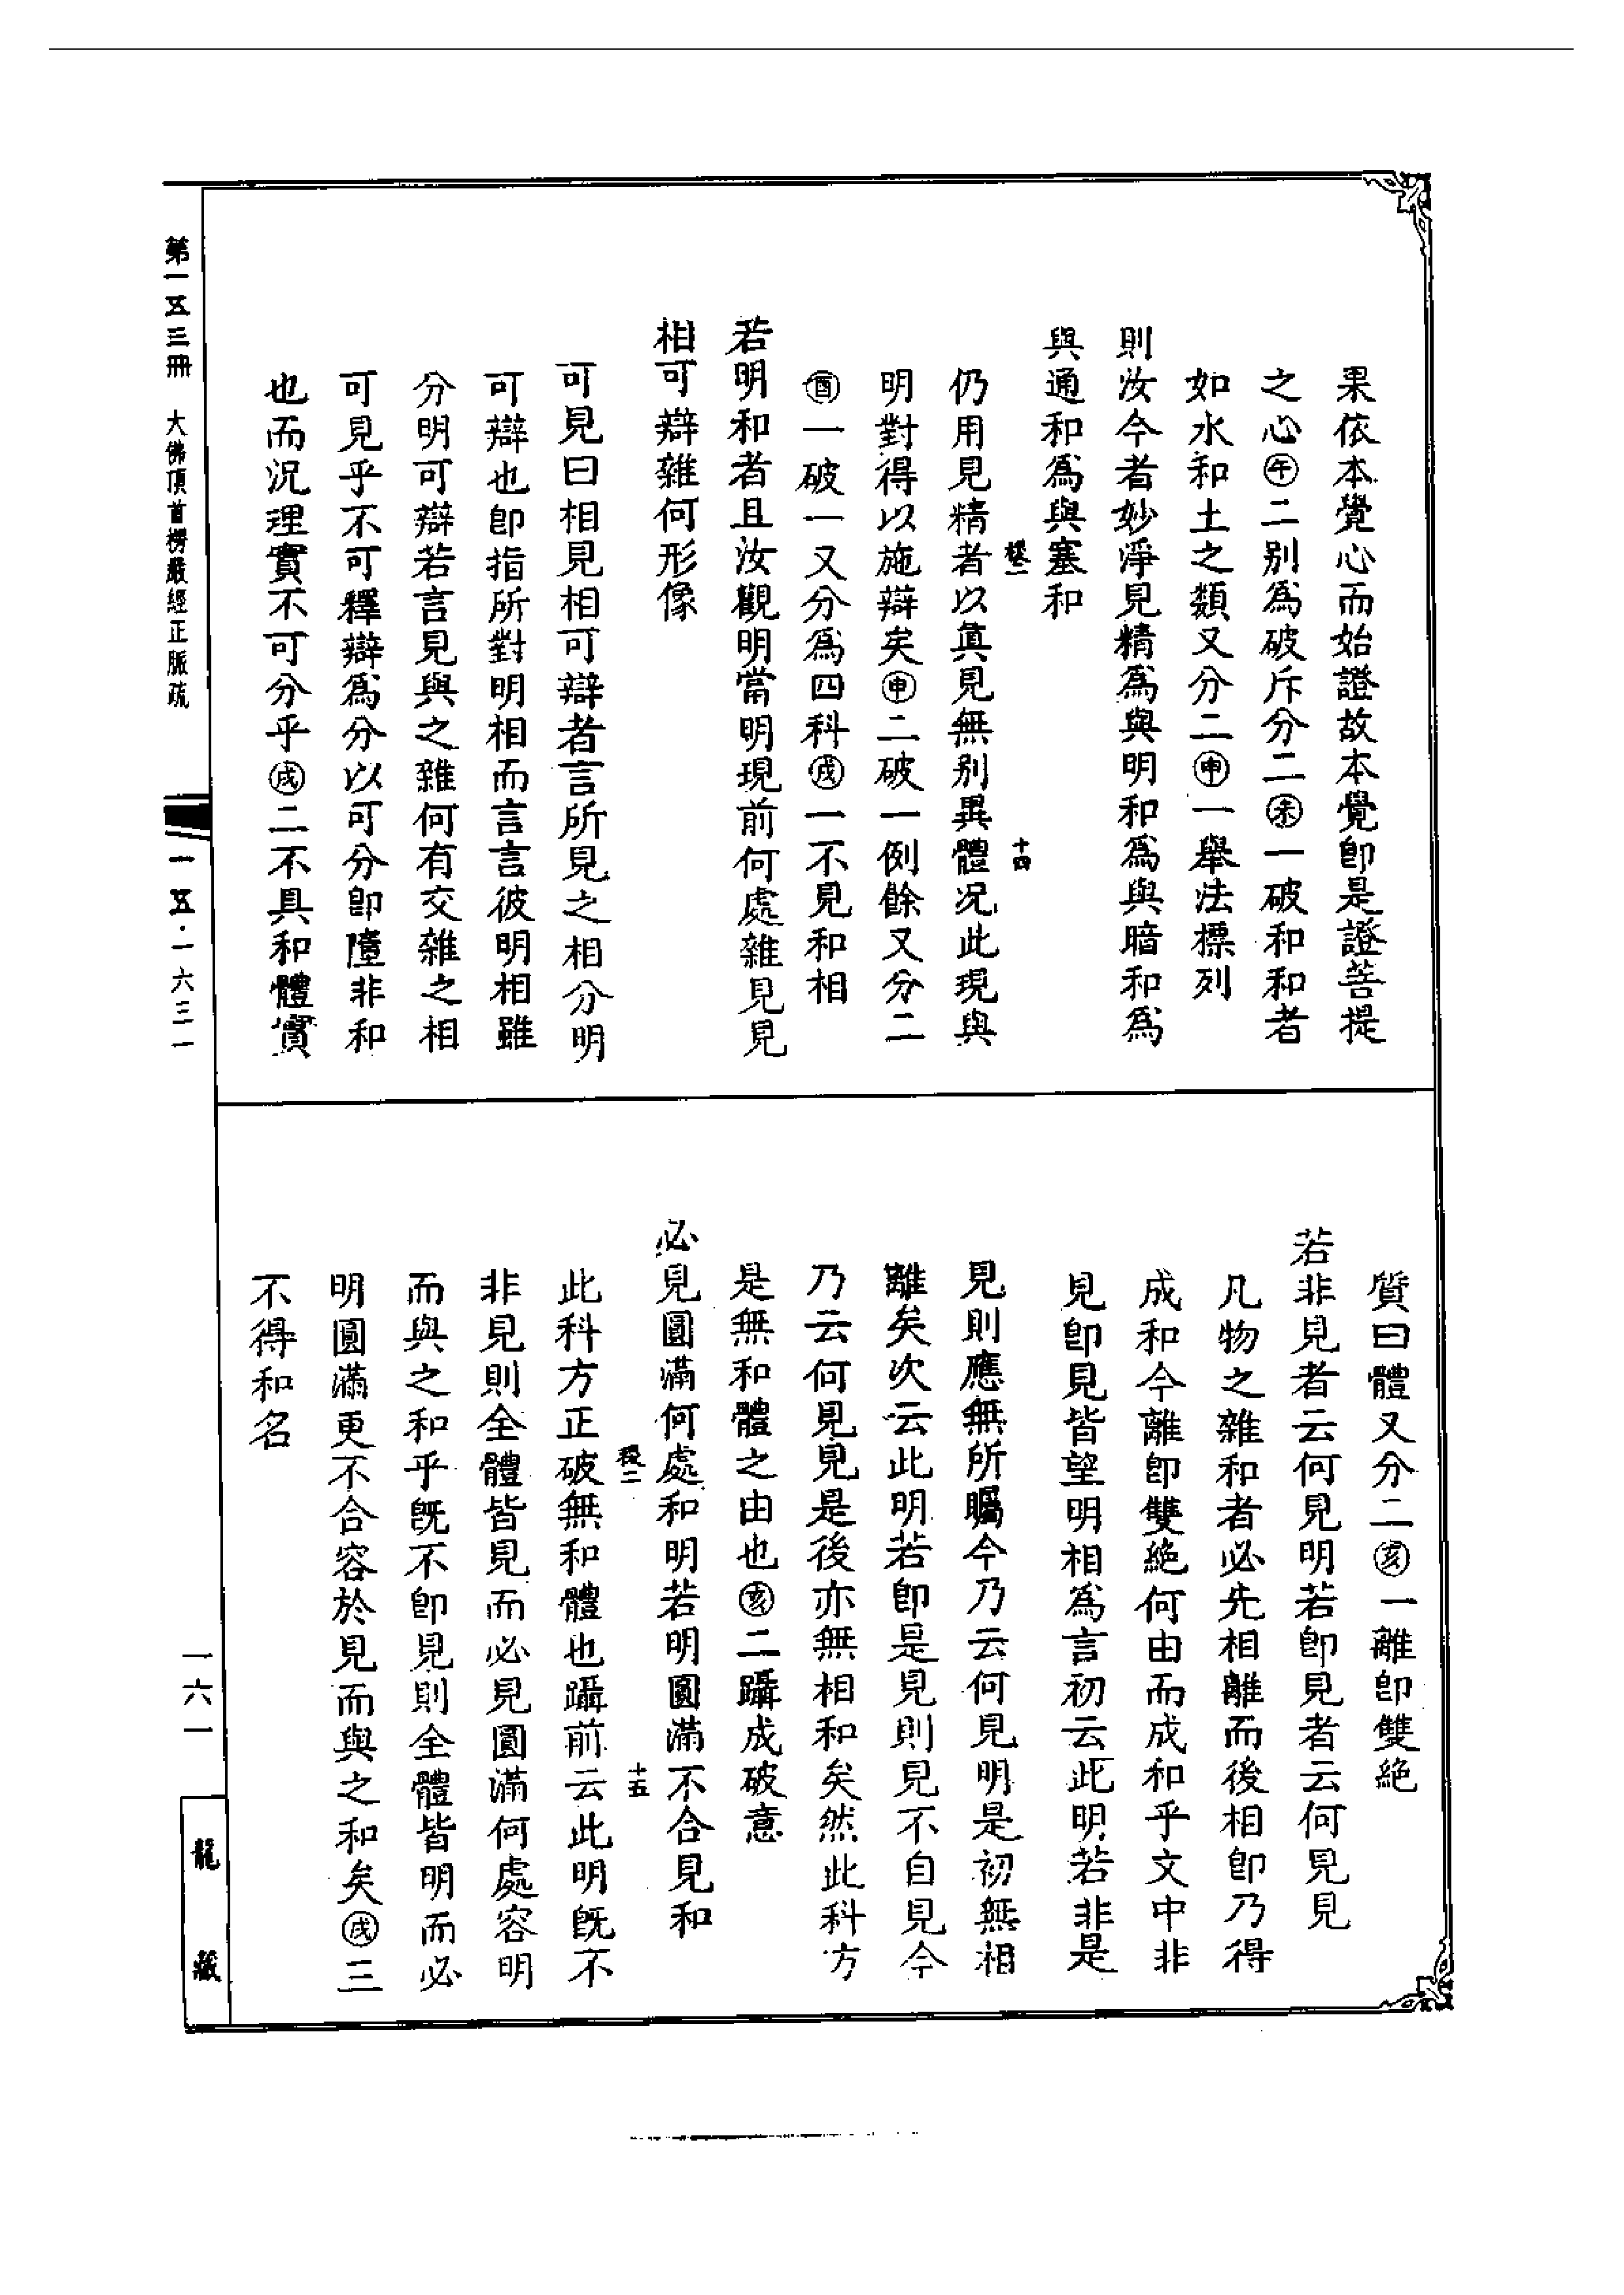 果依本覺心而始證故本覺卽是證菩提
之心㊌二別為破斥分二㊍一破和和者
如水和土之類又分二㊥一舉法標列
則汝今者妙淨見精爲與明和爲與暗和爲
與通和爲與塞和
仍用見精者以眞見無別異體况此現與
明對得以施辯矣㊥二破一例餘又分二
㊒一破一又分爲四科㊏一不見和相
若明和者且汝觀明當明現前何處雜見見
相可辯雜何形像
可見曰相見相可辯者言所見之相分明
可辯也卽指所對明相而言言彼明相雖
分明可辯若言見與之雜何有交雜之相
可見乎不可釋辯爲分以可分卽墮非和
也而况理實不可分乎㊏二不具和體實
質曰體又分二㊛一離卽雙絕
若非見者云何見明若卽見者云何見見
凡物之雜和者必先相離而後相卽乃得
成和今離卽雙絕何由而成和乎文中非
見卽見皆望明相爲言初云此明若非是
見則應無所矚今乃云何見明是初無相
離矣次云此明若卽是見則見不自見今
乃云何見見是後亦無相和矣然此科方
是無和體之由也㊛二躡成破意
必見圓滿何處和明若明圓滿不合見和
此科方正破無和體也躡前云此明旣不
非見則全體皆見而必見圓滿何處容明
而與之和乎旣不卽見則全體皆明而必
明圓滿更不合容於見而與之和矣㊏三
不得和名
十四
十五
第一五三冊 大佛頂首楞嚴經正脈疏
一五·一六三一
一六一
龍藏